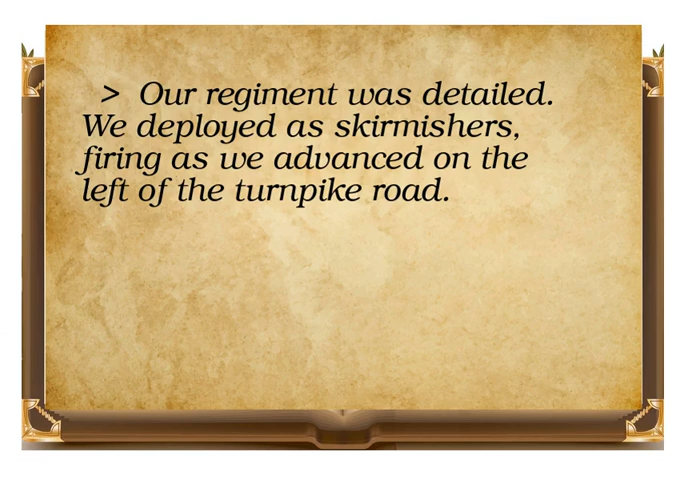 > Our regiment was detailed.
We deployed as skirmishers,
firing as we advanced on the
left of the turnpike road.